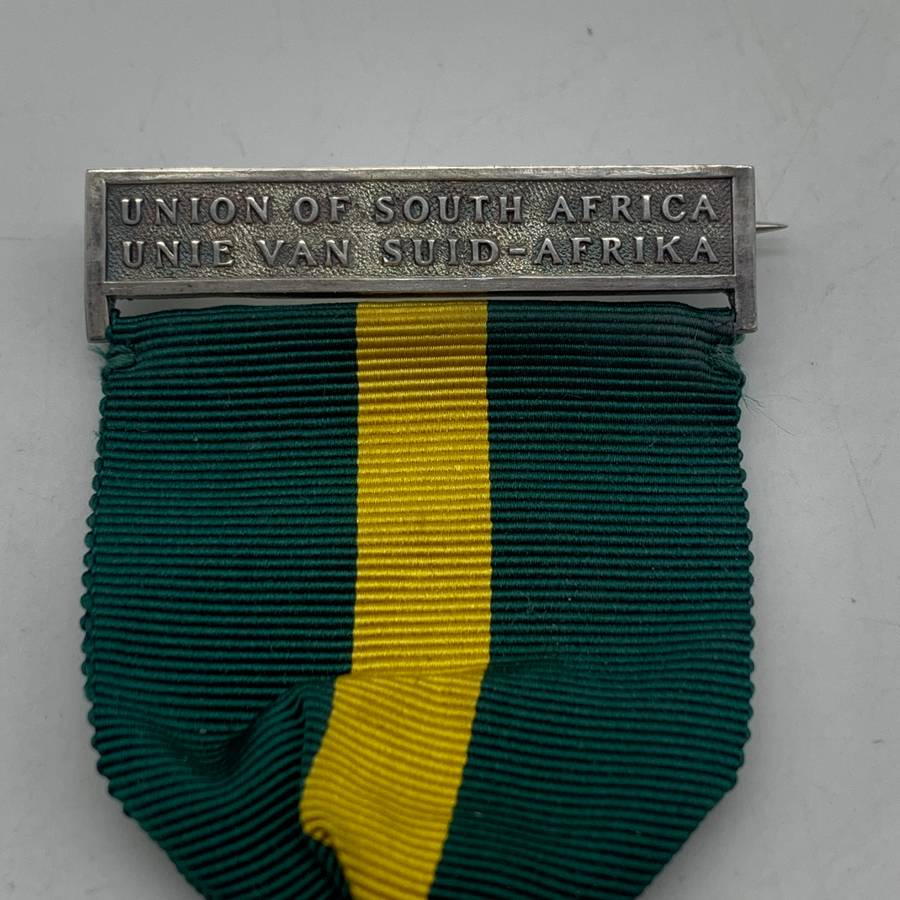 UNION OF SOUTH AFRICA
UNIE VAN SUID-AFRIKA